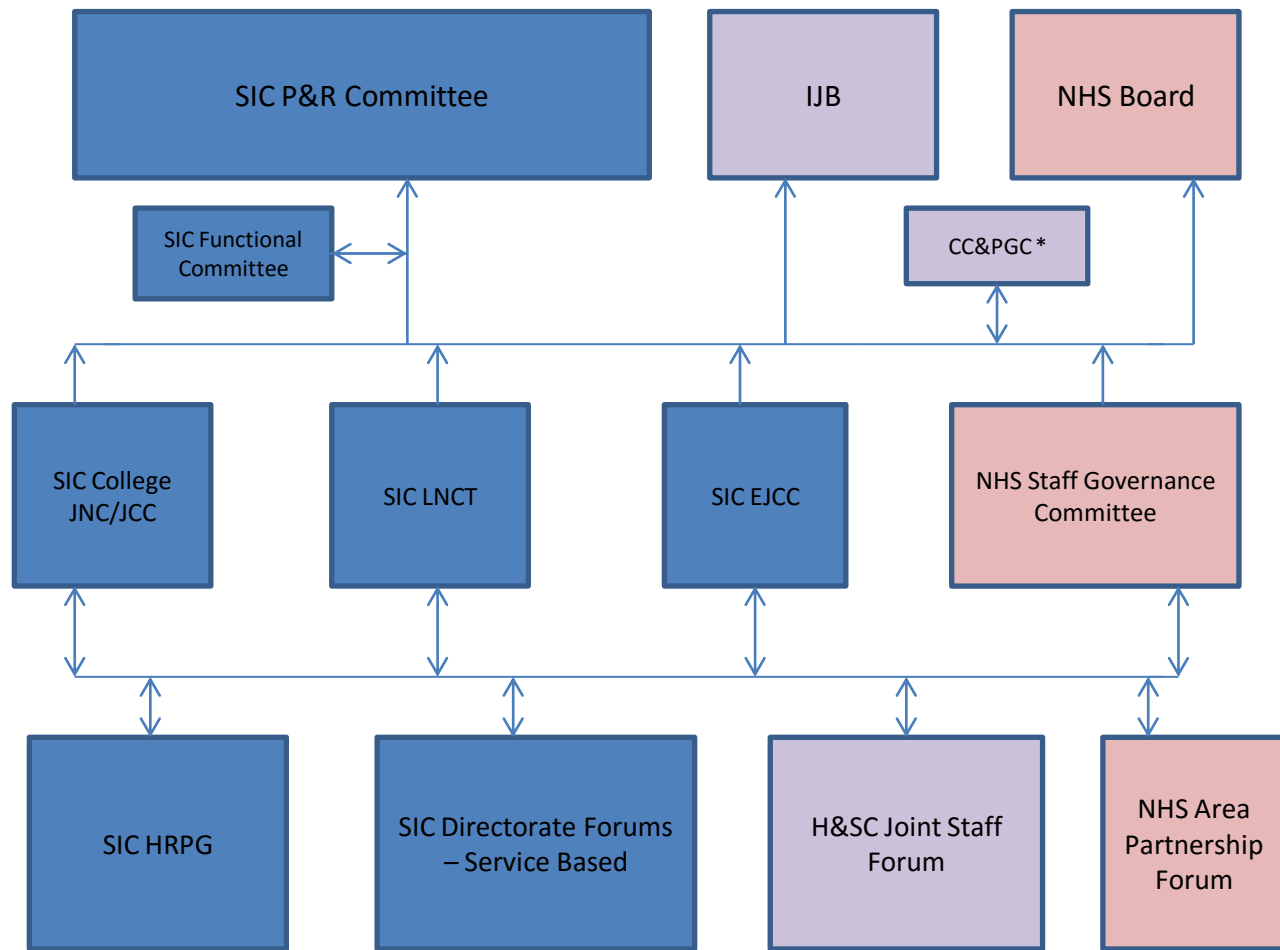 SIC P&R Committee
IJB
NHS Board
SIC Functional
Committee
CC&PGC *
SIC College
JNC/JCC
SIC LNCT
SIC EJCC
NHS Staff Governance
Committee
SIC HRPG
SIC Directorate Forums
– Service Based
H&SC Joint Staff
Forum
NHS Area
Partnership
Forum